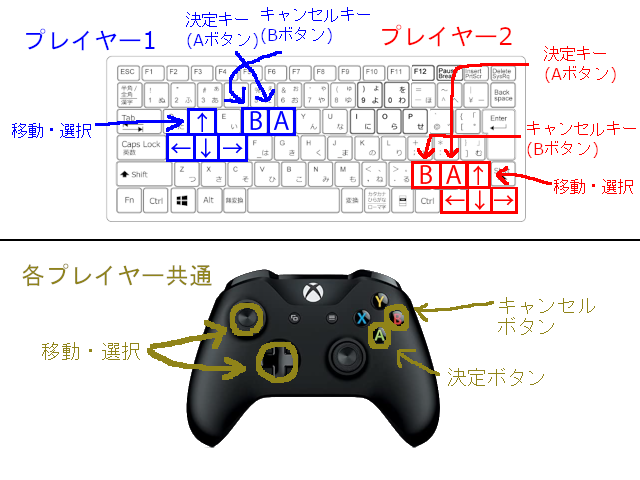 プレイヤー1
決定キー
(Aボタン)
キャンセルキー
(Bボタン)
プレイヤー2
決定キー
(Aボタン)
ESC F1 F2 F3 F4 F6 F7 F8 F9 F10 F11 F12 Pause Break Insert PrtScr Delete SysRq
半角/
全角
漢字
Back
space
移動・選択
Tab
↑
B A
Enter
キャンセルキー
(Bボタン)
Caps Lock
英数
← ↓ →
Shift
B A ↑
移動・選択
Fn Ctrl Alt 無変換 変換 カタカナ ひらがな ローマ字 Ctrl
← ↓ →
各プレイヤー共通
キャンセル
ボタン
Y
X B
A
移動・選択
決定ボタン